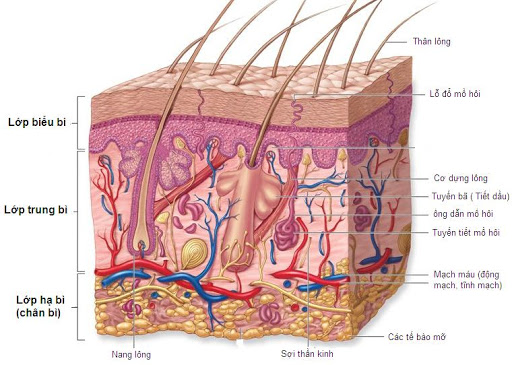 Thân lông
Lỗ đổ mồ hôi
Lớp biểu bì
Cơ dựng lông
Tuyến bã ( Tiết dầu)
ống dẫn mồ hôi
Tuyến tiết mồ hôi
Lớp trung bì
Mạch máu (động
mạch, tĩnh mạch)
Lớp hạ bì
(chân bì)
Các tế bào mỡ
Nang lông
Sợi thần kinh